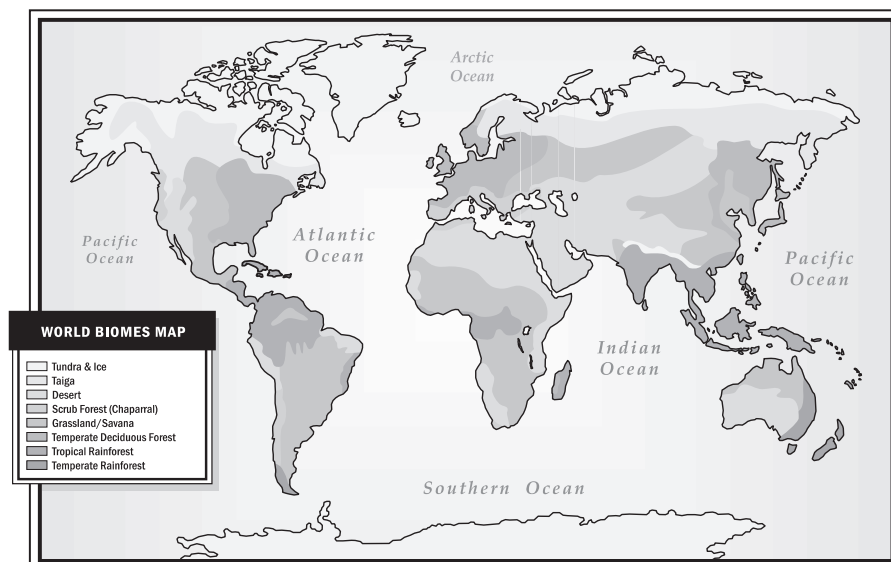 Arctic
Ocean
Pacific
Ocean
Atlantic
Ocean
Pacific
Ocean
Indian
Ocean
Southern Ocean
WORLD BIOMES MAP
Tundra & Ice
Taiga
Desert
Scrub Forest (Chaparral)
Grassland/Savana
Temperate Deciduous Forest
Tropical Rainforest
Temperate Rainforest